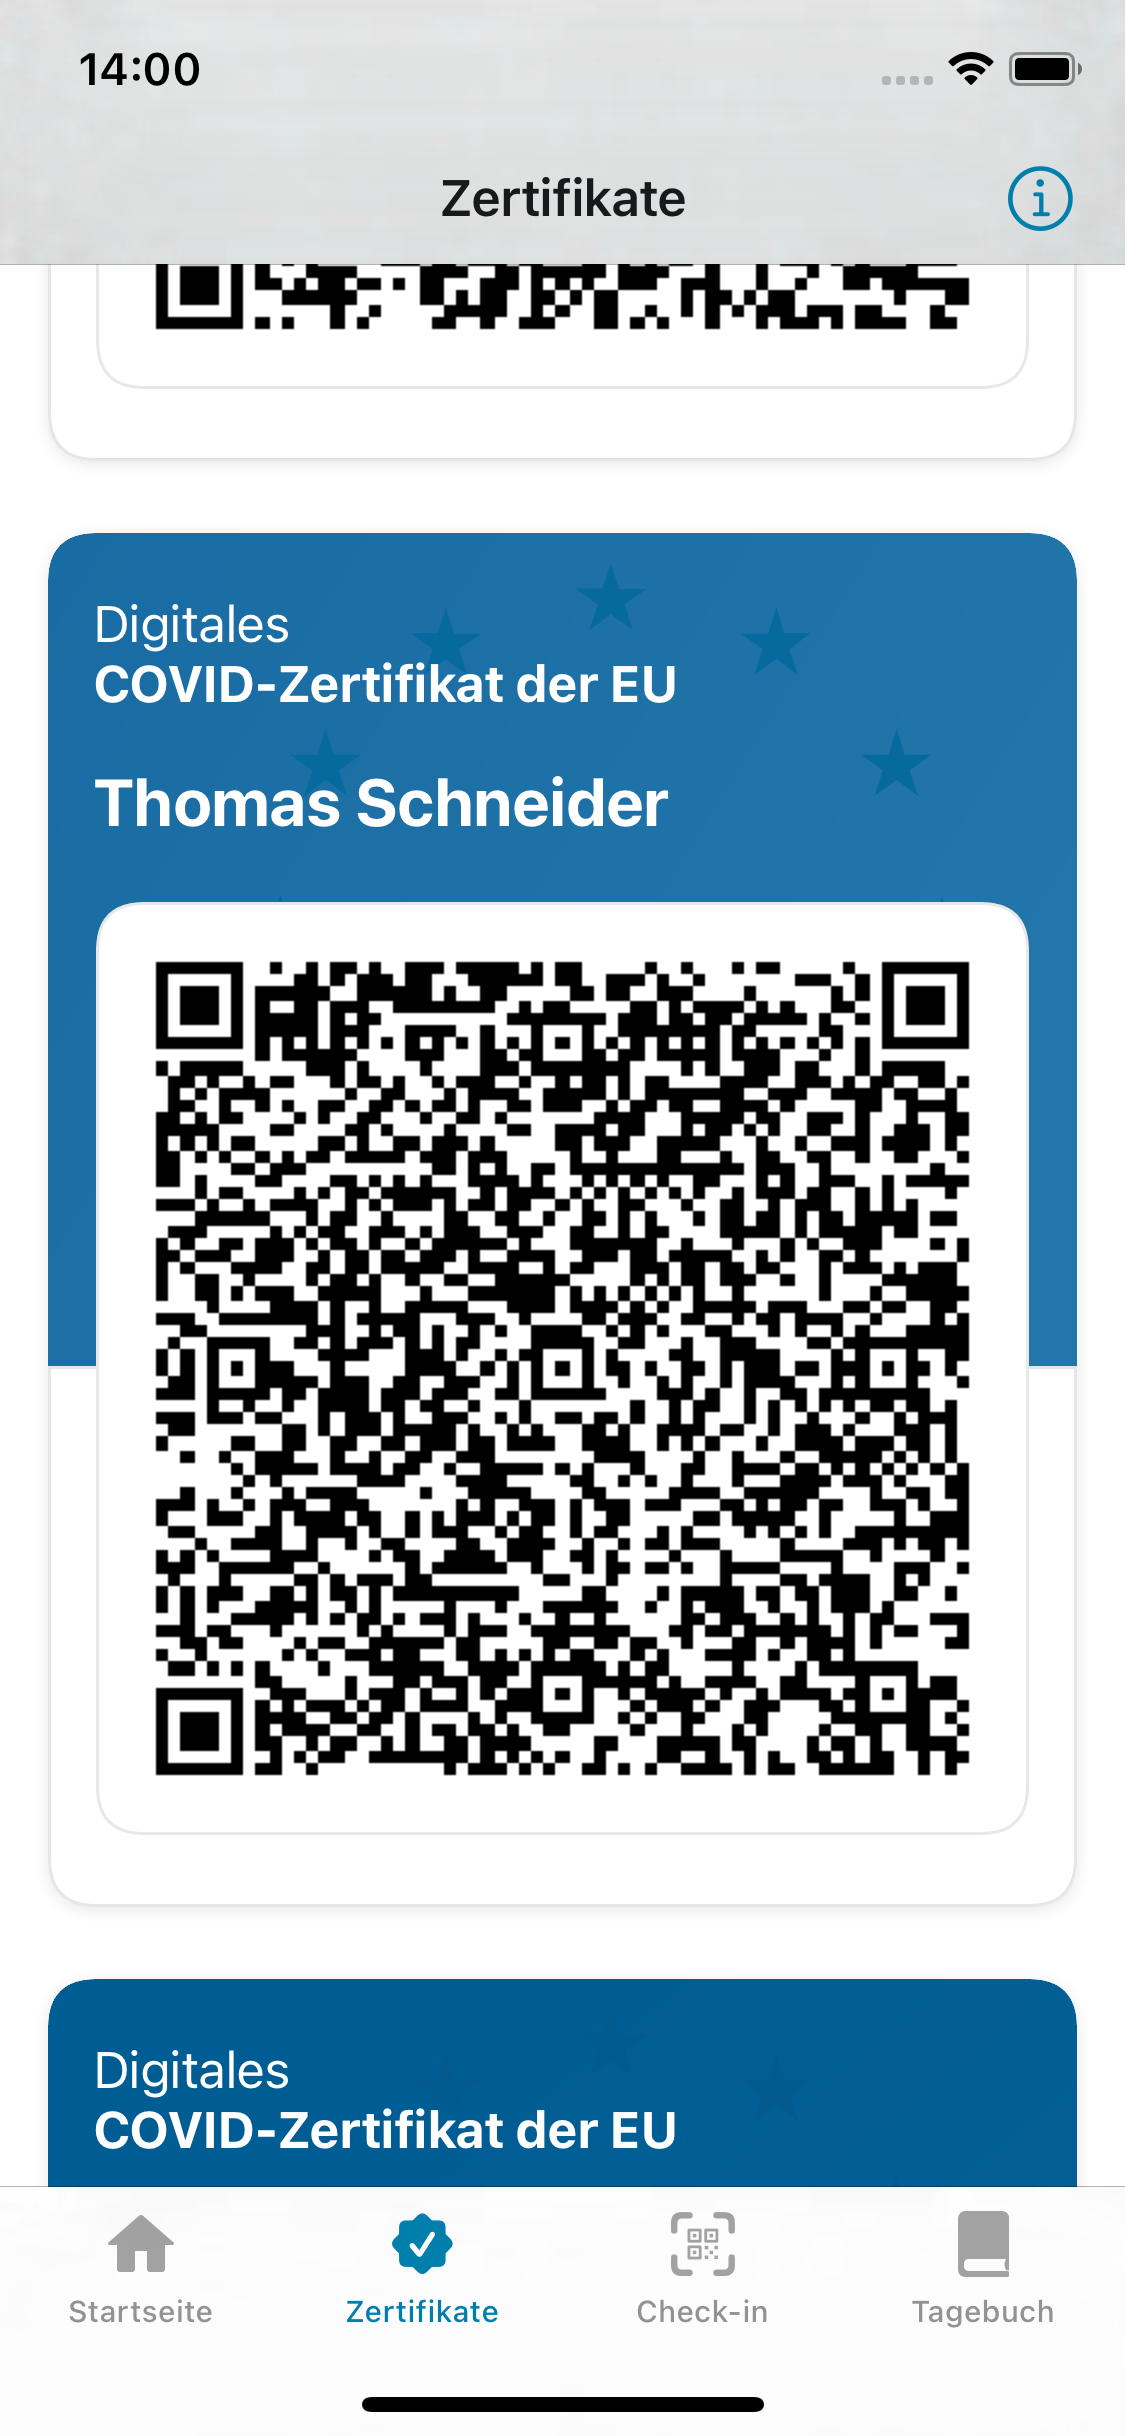 14:00
Zertifikate
Digitales
COVID-Zertifikat der EU
Thomas Schneider
Digitales
COVID-Zertifikat der EU
Startseite
Zertifikate
Check-in
Tagebuch